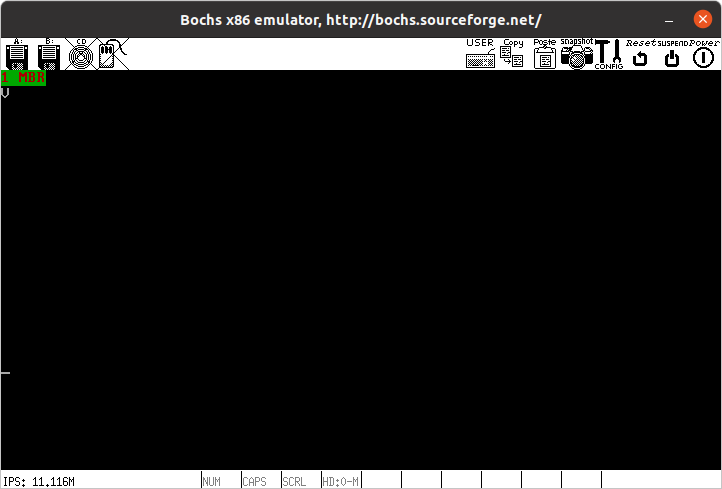 Bochs x86 emulator, http://bochs.sourceforge.net/
A: B: CD USER Copy Paste snapshot CONFIG Reset SUSPEND Power
1 MBR
V
IPS: 11.116M NUM CAPS SCRL HD:0-M